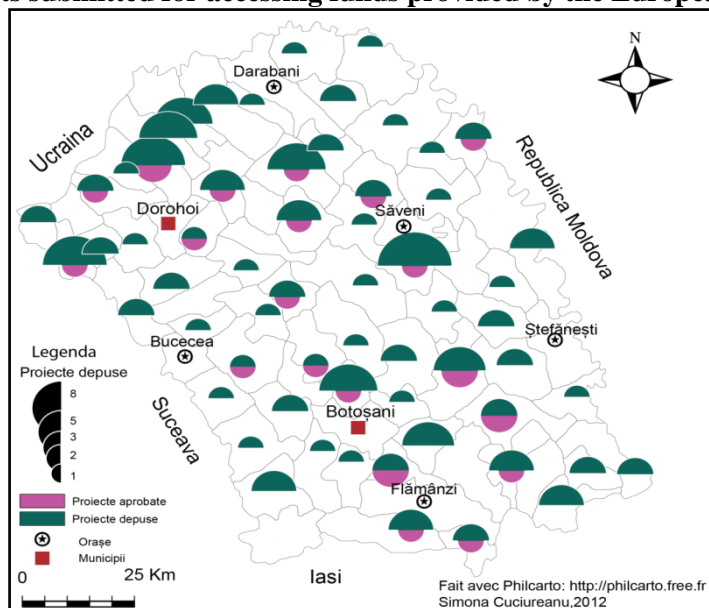 ts submitted for accessing funds provided by the Europe
N
Darabani
Ucraina
Republica Moldova
Dorohoi
Săveni
Ștefănești
Bucecea
Legenda
Proiecte depuse
8
5
3
2
1
Suceava
Botoșani
Flămânzi
Proiecte aprobate
Proiecte depuse
Orașe
Municipii
0 25 Km
Iasi
Fait avec Philcarto: http://philcarto.free.fr
Simona Cuciureanu,2012